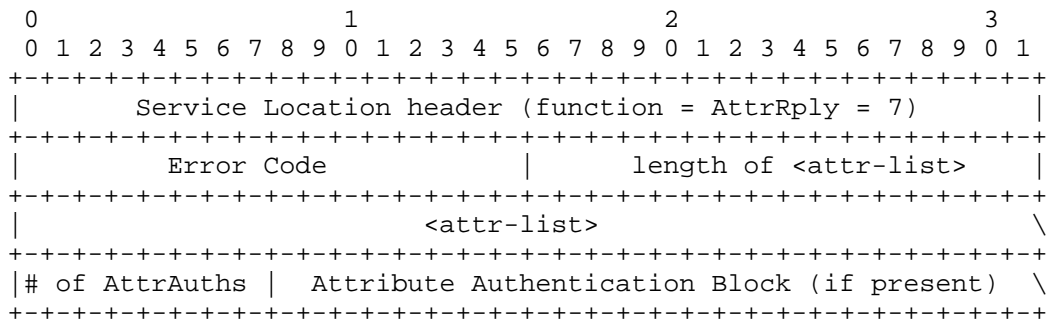 0                   1                   2                   3
 0 1 2 3 4 5 6 7 8 9 0 1 2 3 4 5 6 7 8 9 0 1 2 3 4 5 6 7 8 9 0 1
+-+-+-+-+-+-+-+-+-+-+-+-+-+-+-+-+-+-+-+-+-+-+-+-+-+-+-+-+-+-+-+-+
|       Service Location header (function = AttrRply = 7)       |
+-+-+-+-+-+-+-+-+-+-+-+-+-+-+-+-+-+-+-+-+-+-+-+-+-+-+-+-+-+-+-+-+
|         Error Code            |      length of <attr-list>    |
+-+-+-+-+-+-+-+-+-+-+-+-+-+-+-+-+-+-+-+-+-+-+-+-+-+-+-+-+-+-+-+-+
|                         <attr-list>                           \
+-+-+-+-+-+-+-+-+-+-+-+-+-+-+-+-+-+-+-+-+-+-+-+-+-+-+-+-+-+-+-+-+
|# of AttrAuths |  Attribute Authentication Block (if present)  \
+-+-+-+-+-+-+-+-+-+-+-+-+-+-+-+-+-+-+-+-+-+-+-+-+-+-+-+-+-+-+-+-+